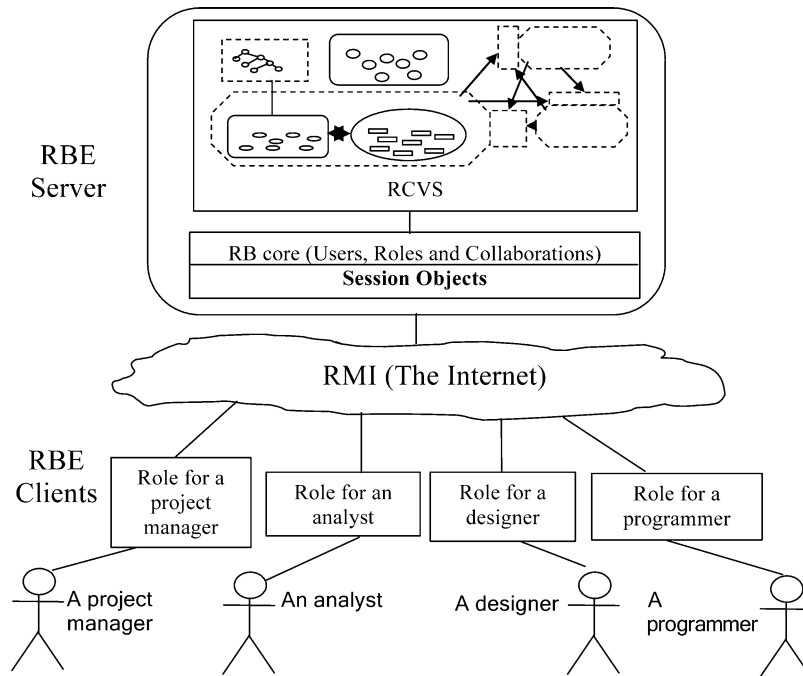 RBE
Server
RCVS
RB core (Users, Roles and Collaborations)
Session Objects
RMI (The Internet)
RBE
Clients
Role for a
project
manager
Role for an
analyst
Role for a
designer
Role for a
programmer
A project
manager
An analyst
A designer
A
programmer